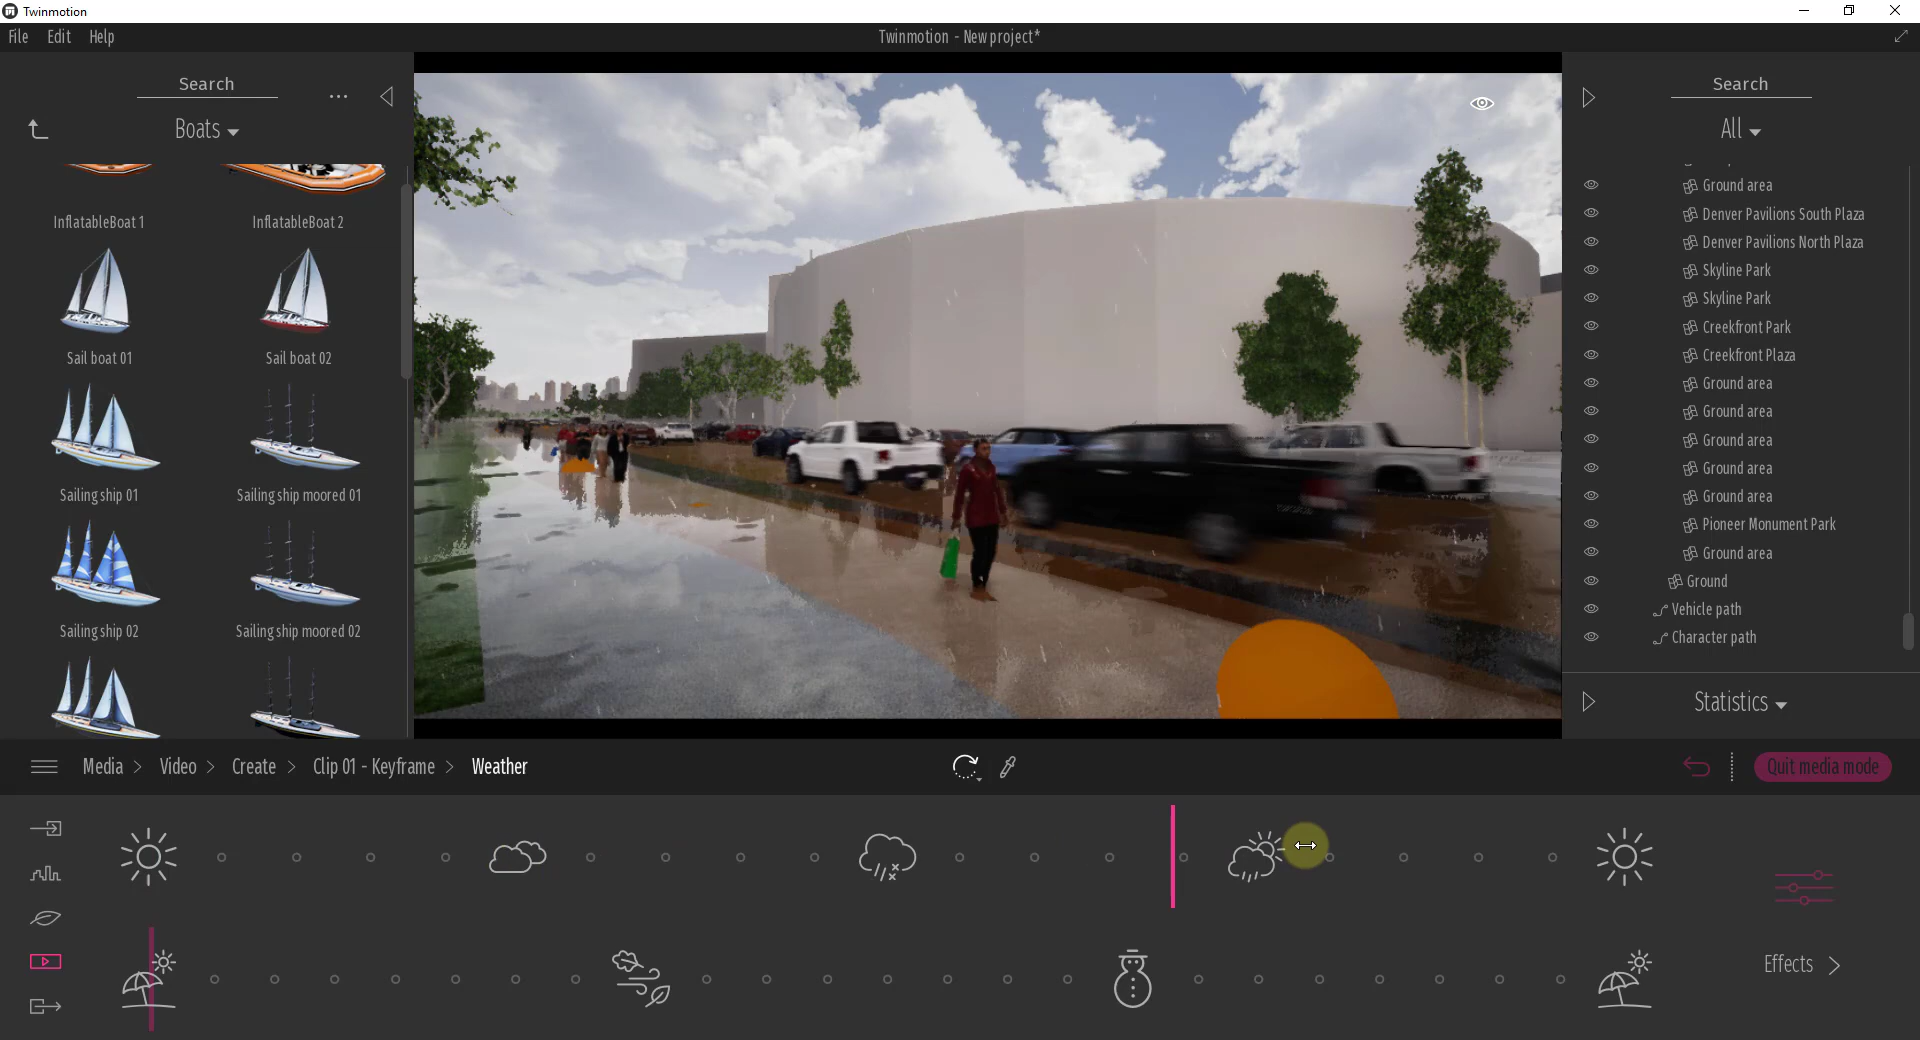 Twinmotion
File Edit Help
Twinmotion - New project*
Search
Boats
InflatableBoat 1
InflatableBoat 2
Sail boat 01
Sail boat 02
Sailing ship 01
Sailing ship moored 01
Sailing ship 02
Sailing ship moored 02
Search
All
Ground area
Denver Pavilions South Plaza
Denver Pavilions North Plaza
Skyline Park
Skyline Park
Creekfront Park
Creekfront Plaza
Ground area
Ground area
Ground area
Ground area
Ground area
Pioneer Monument Park
Ground area
Ground
Vehicle path
Character path
Statistics
Media > Video > Create > Clip 01 - Keyframe > Weather
Quit media mode
Effects